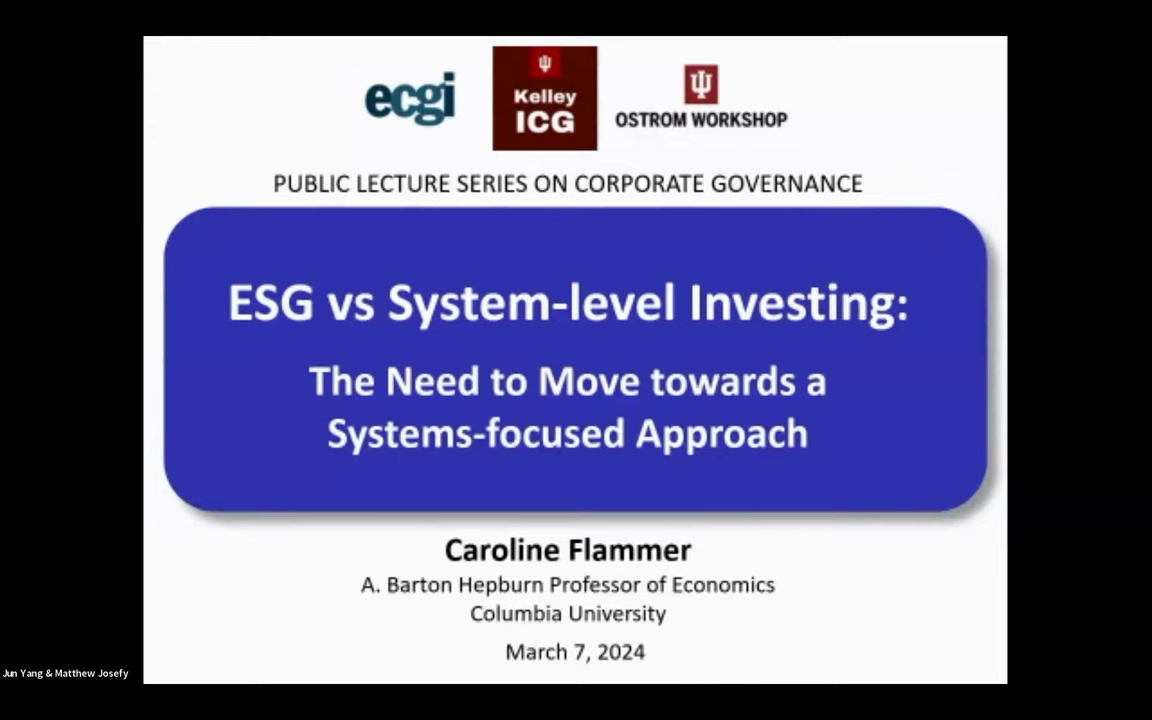 ecgi
Kelley
ICG
OSTROM WORKSHOP
PUBLIC LECTURE SERIES ON CORPORATE GOVERNANCE
ESG vs System-level Investing:
The Need to Move towards a
Systems-focused Approach
Caroline Flammer
A. Barton Hepburn Professor of Economics
Columbia University
March 7, 2024
Jun Yang & Matthew Josefy